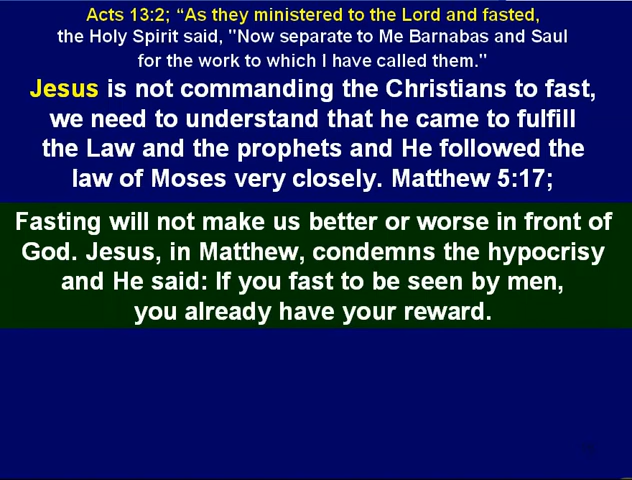 Acts 13:2; “As they ministered to the Lord and fasted,
the Holy Spirit said, "Now separate to Me Barnabas and Saul
for the work to which I have called them."
Jesus is not commanding the Christians to fast,
we need to understand that he came to fulfill
the Law and the prophets and He followed the
law of Moses very closely. Matthew 5:17;
Fasting will not make us better or worse in front of
God. Jesus, in Matthew, condemns the hypocrisy
and He said: If you fast to be seen by men,
you already have your reward.